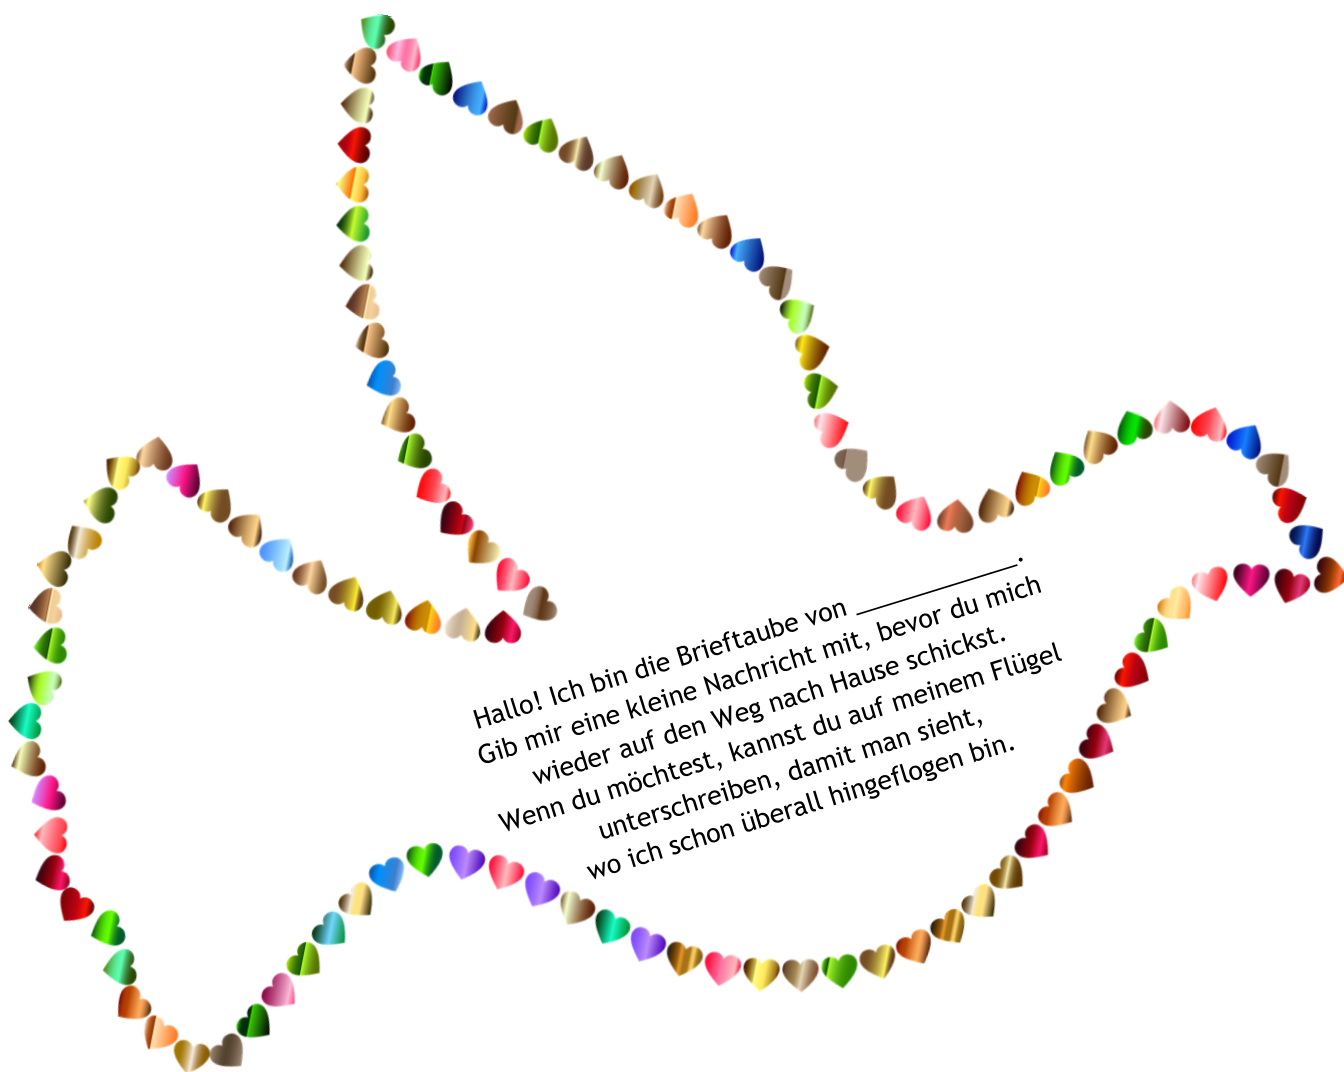 Hallo! Ich bin die Brieftaube von ____________.
Gib mir eine kleine Nachricht mit, bevor du mich
wieder auf den Weg nach Hause schickst.
Wenn du möchtest, kannst du auf meinem Flügel
unterschreiben, damit man sieht,
wo ich schon überall hingeflogen bin.